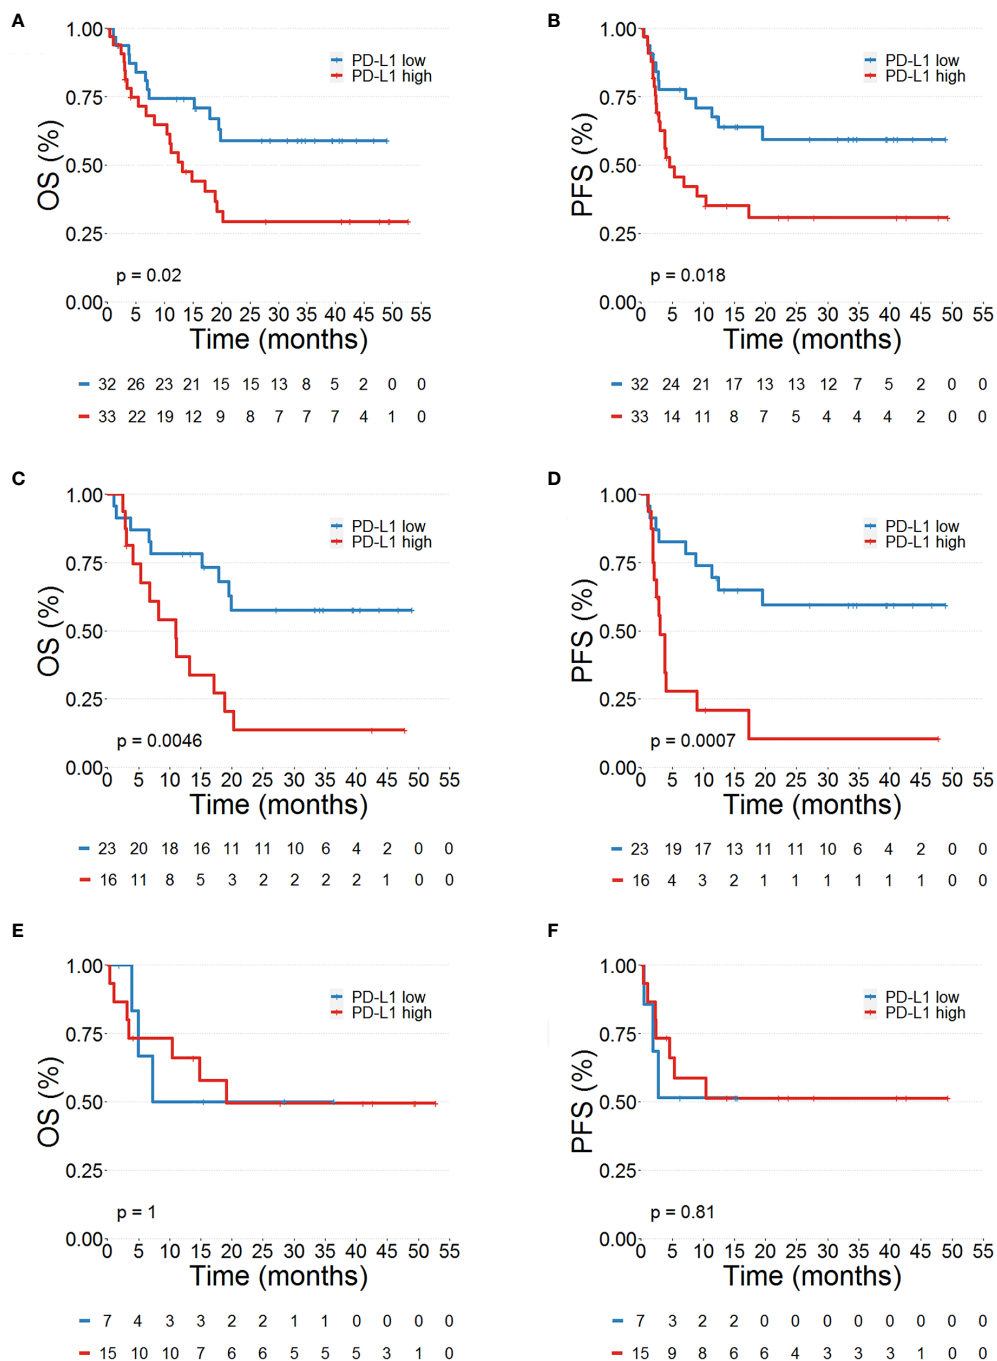 A
OS (%)
1.00
0.75
0.50
0.25
0.00
PD-L1 low
PD-L1 high
p = 0.02
0 5 10 15 20 25 30 35 40 45 50 55
Time (months)
32 26 23 21 15 15 13 8 5 2 0 0
33 22 19 12 9 8 7 7 7 4 1 0
B
PFS (%)
1.00
0.75
0.50
0.25
0.00
PD-L1 low
PD-L1 high
p = 0.018
0 5 10 15 20 25 30 35 40 45 50 55
Time (months)
32 24 21 17 13 13 12 7 5 2 0 0
33 14 11 8 7 5 4 4 4 2 0 0
C
OS (%)
1.00
0.75
0.50
0.25
0.00
PD-L1 low
PD-L1 high
p = 0.0046
0 5 10 15 20 25 30 35 40 45 50 55
Time (months)
23 20 18 16 11 11 10 6 4 2 0 0
16 11 8 5 3 2 2 2 2 1 0 0
D
PFS (%)
1.00
0.75
0.50
0.25
0.00
PD-L1 low
PD-L1 high
p = 0.0007
0 5 10 15 20 25 30 35 40 45 50 55
Time (months)
23 19 17 13 11 11 10 6 4 2 0 0
16 4 3 2 1 1 1 1 1 1 0 0
E
OS (%)
1.00
0.75
0.50
0.25
0.00
PD-L1 low
PD-L1 high
p = 1
0 5 10 15 20 25 30 35 40 45 50 55
Time (months)
7 4 3 3 2 2 1 1 0 0 0 0
15 10 10 7 6 6 5 5 5 3 1 0
F
PFS (%)
1.00
0.75
0.50
0.25
0.00
PD-L1 low
PD-L1 high
p = 0.81
0 5 10 15 20 25 30 35 40 45 50 55
Time (months)
7 3 2 2 0 0 0 0 0 0 0 0
15 9 8 6 6 4 3 3 3 1 0 0